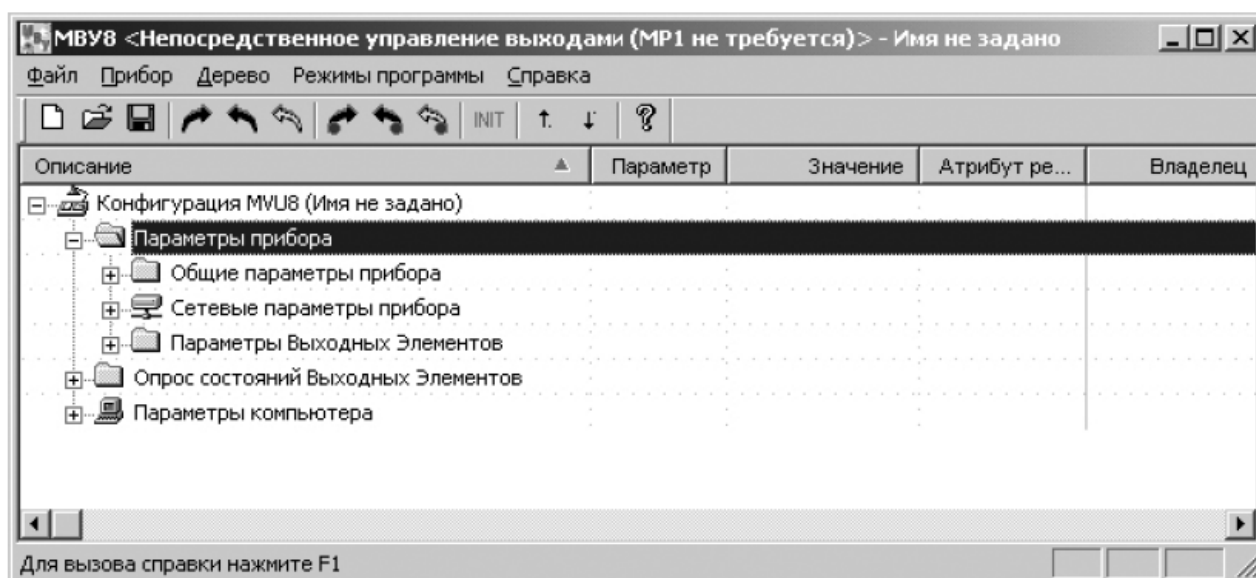 МВУ8 <Непосредственное управление выходами (МР1 не требуется)> - Имя не задано
Файл Прибор Дерево Режимы программы Справка
INIT
Описание Параметр Значение Атрибут ре... Владелец
Конфигурация MVU8 (Имя не задано)
Параметры прибора
Общие параметры прибора
Сетевые параметры прибора
Параметры Выходных Элементов
Опрос состояний Выходных Элементов
Параметры компьютера
Для вызова справки нажмите F1